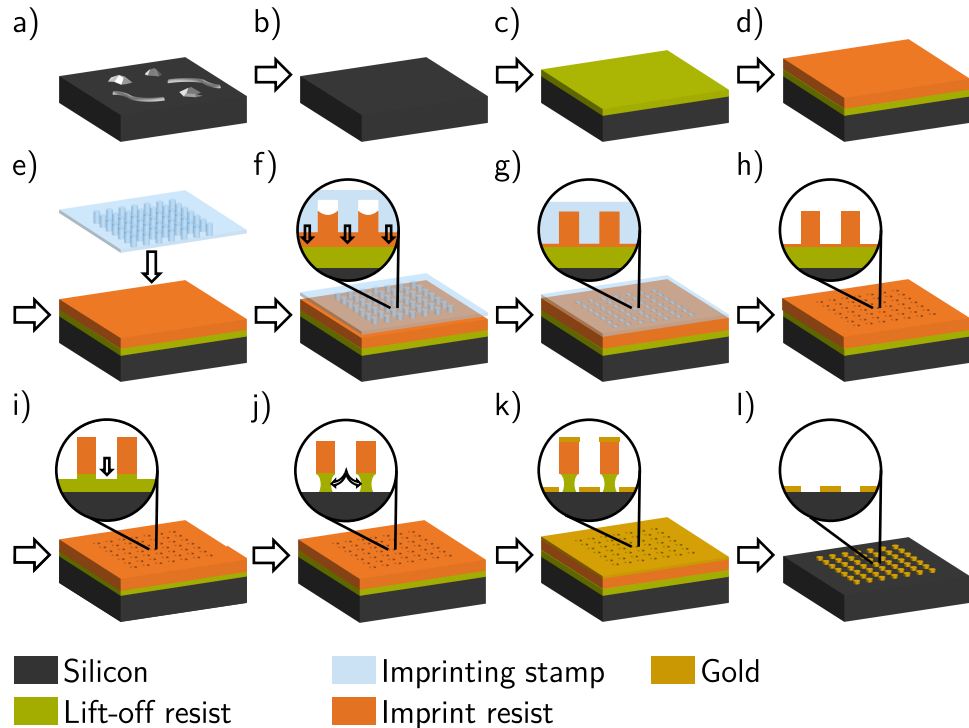 a) b) c) d)
e) f) g) h)
i) j) k) l)
Silicon Imprinting stamp Gold
Lift-off resist Imprint resist